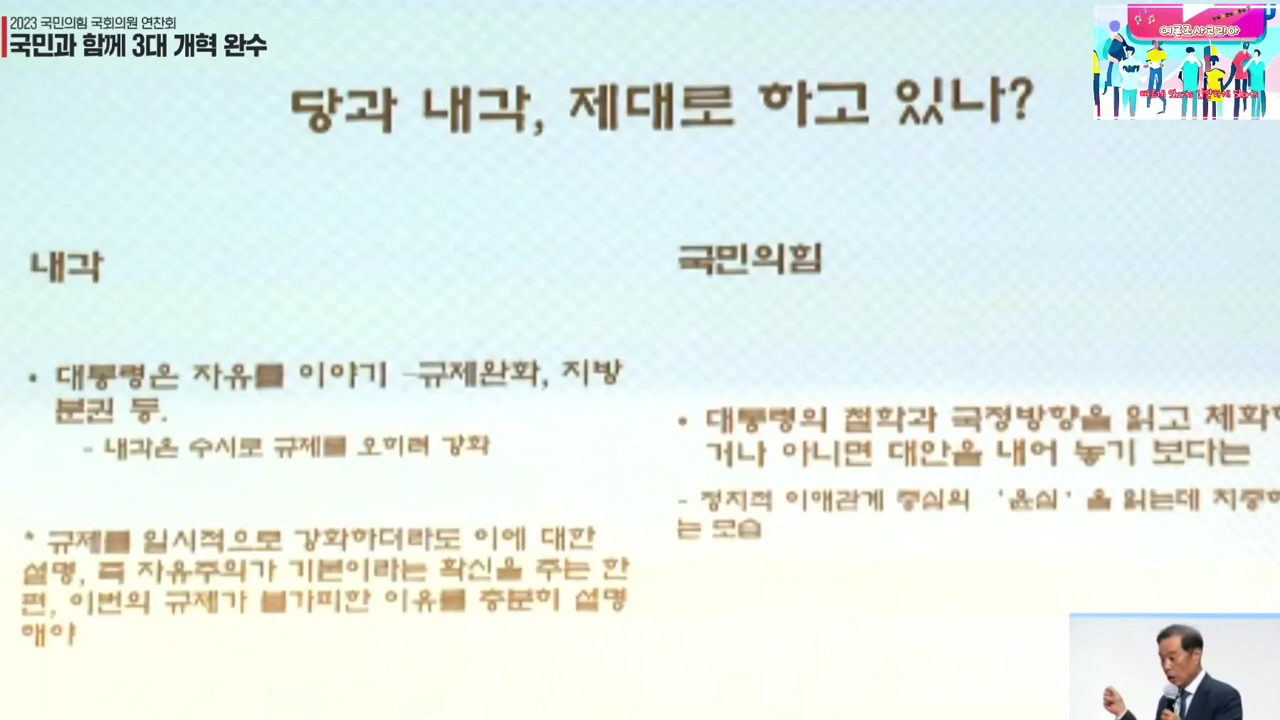 2023 국민의힘 국회의원 연찬회
국민과 함께 3대 개혁 완수
여론조사코리아
당과 내각, 제대로 하고 있나?
내각
• 대통령은 자유를 이야기 –규제완화, 지방
분권 등.
- 내각은 수시로 규제를 오히려 강화
* 규제를 일시적으로 강화하더라도 이에 대한
설명, 즉 자유주의가 기본이라는 확신을 주는 한
편, 이번의 규제가 불가피한 이유를 충분히 설명
해야
국민의힘
• 대통령의 철학과 국정방향을 읽고 체화하
거나 아니면 대안을 내어 놓기 보다는
- 정치적 이해관계 중심의 '윤심'을 읽는데 치중하
는 모습